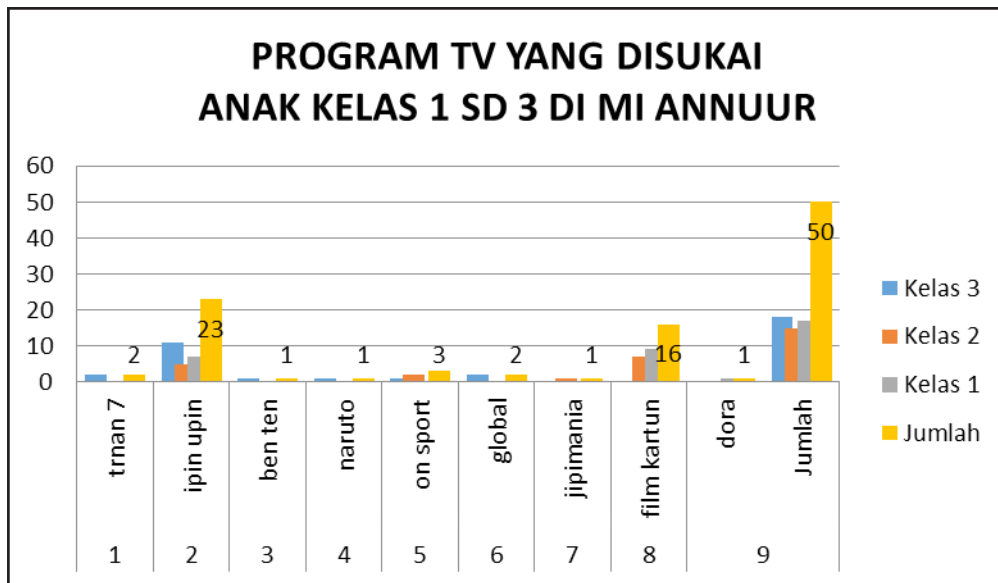 PROGRAM TV YANG DISUKAI
ANAK KELAS 1 SD 3 DI MI ANNUUR
60
50
40
30
20
10
0
2
23
1
1
3
2
1
16
1
50
trnan 7
ipin upin
ben ten
naruto
on sport
global
jipimania
film kartun
dora
Jumlah
1 2 3 4 5 6 7 8 9
Kelas 3
Kelas 2
Kelas 1
Jumlah